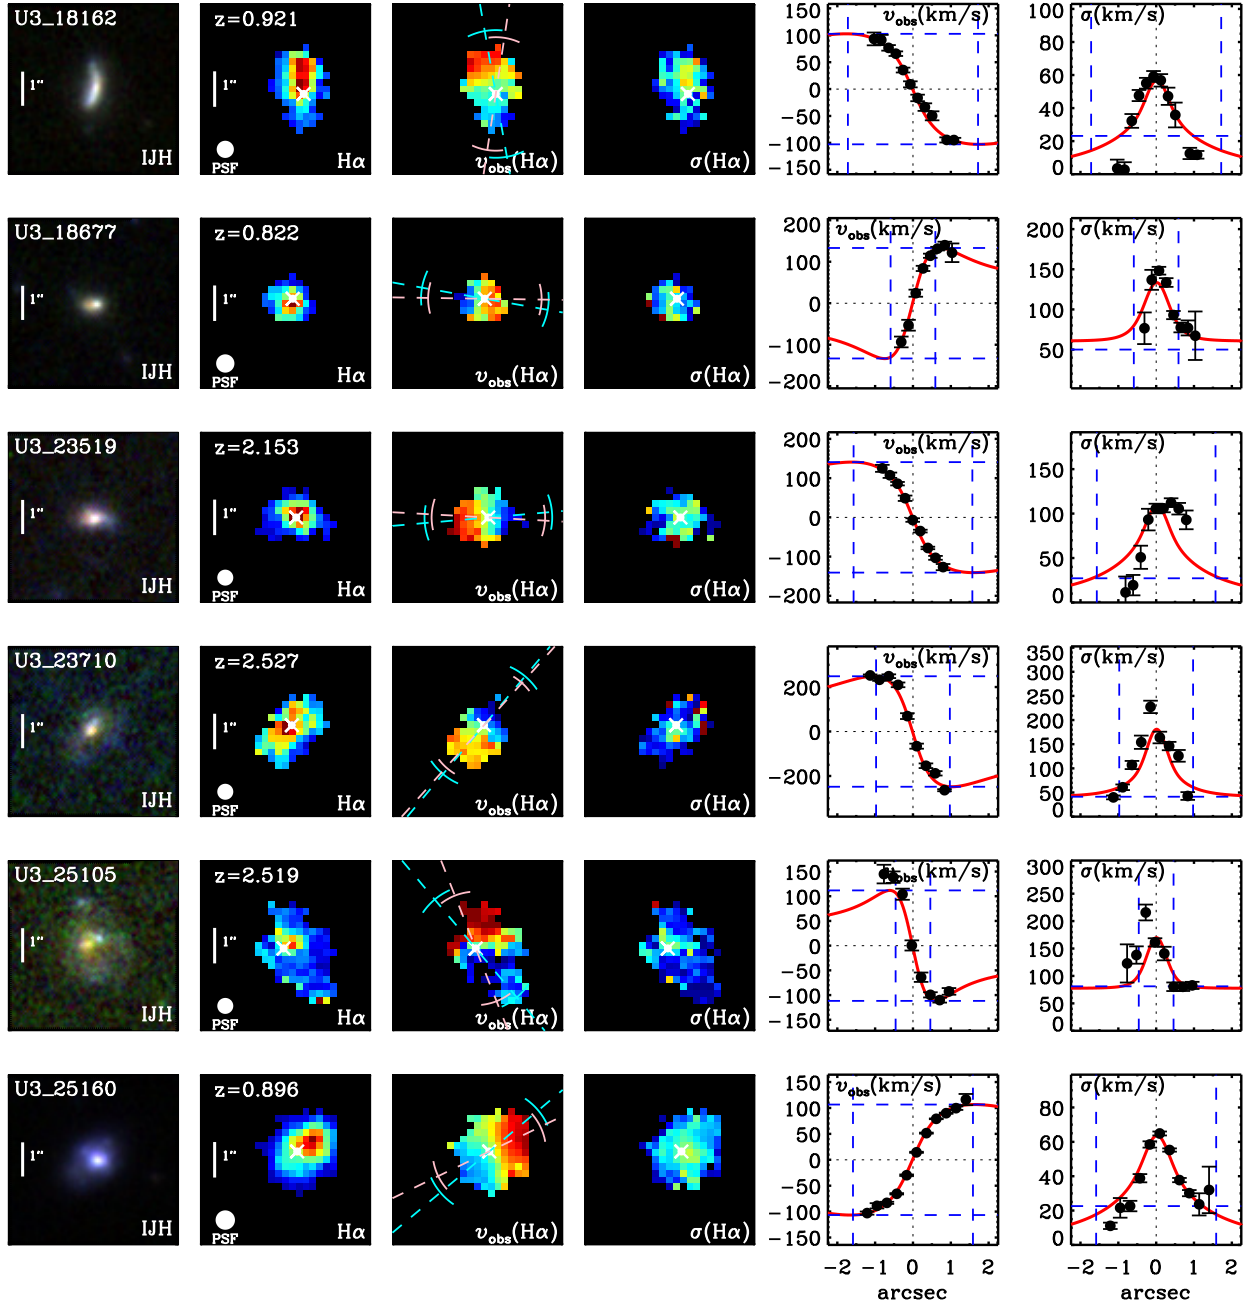 U3_18162
1"
IJH
z=0.921
1"
PSF
Hα
v_obs(Hα)
σ(Hα)
v_obs(km/s)
150
100
50
0
−50
−100
−150
σ(km/s)
100
80
60
40
20
0
U3_18677
1"
IJH
z=0.822
1"
PSF
Hα
v_obs(Hα)
σ(Hα)
v_obs(km/s)
200
100
0
−100
−200
σ(km/s)
200
150
100
50
0
U3_23519
1"
IJH
z=2.153
1"
PSF
Hα
v_obs(Hα)
σ(Hα)
v_obs(km/s)
200
100
0
−100
−200
σ(km/s)
150
100
50
0
U3_23710
1"
IJH
z=2.527
1"
PSF
Hα
v_obs(Hα)
σ(Hα)
v_obs(km/s)
200
0
−200
σ(km/s)
350
300
250
200
150
100
50
0
U3_25105
1"
IJH
z=2.519
1"
PSF
Hα
v_obs(Hα)
σ(Hα)
v_obs(km/s)
150
100
50
0
−50
−100
−150
σ(km/s)
300
250
200
150
100
50
0
U3_25160
1"
IJH
z=0.896
1"
PSF
Hα
v_obs(Hα)
σ(Hα)
v_obs(km/s)
150
100
50
0
−50
−100
−150
−2 −1 0 1 2
arcsec
σ(km/s)
80
60
40
20
0
−2 −1 0 1 2
arcsec